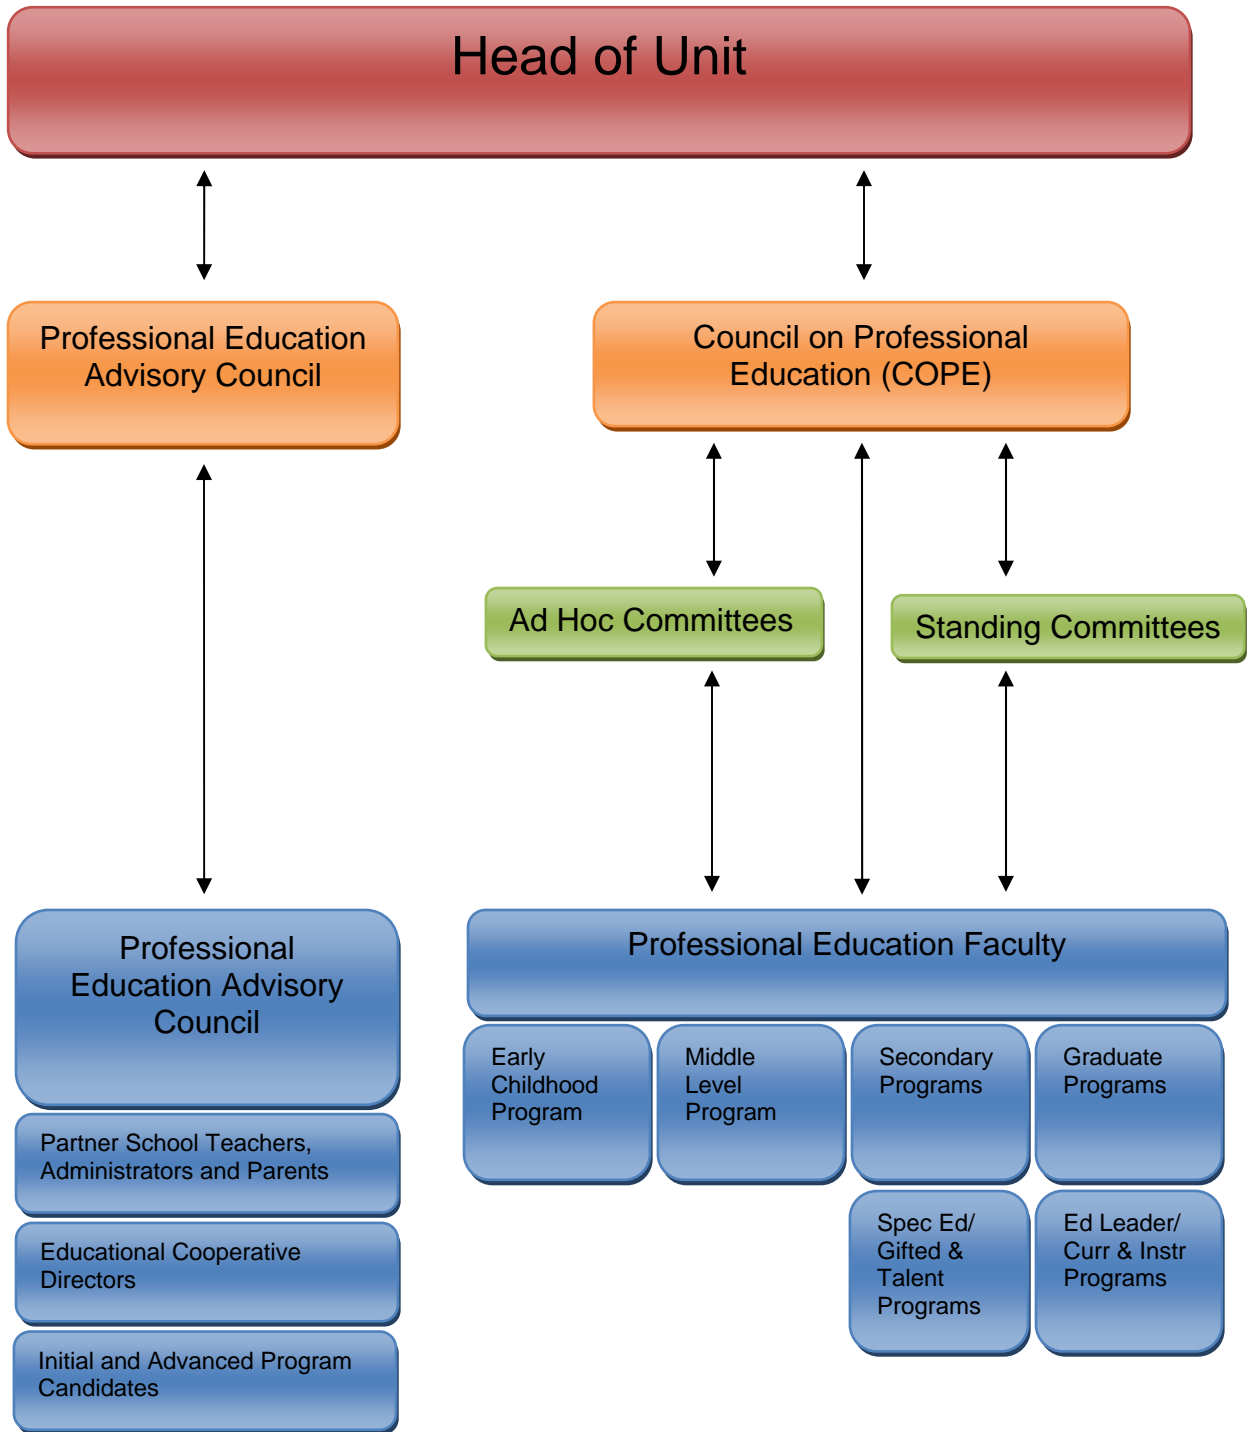 Head of Unit
Professional Education
Advisory Council
Council on Professional
Education (COPE)
Ad Hoc Committees
Standing Committees
Professional
Education Advisory
Council
Professional Education Faculty
Early
Childhood
Program
Middle
Level
Program
Secondary
Programs
Graduate
Programs
Partner School Teachers,
Administrators and Parents
Spec Ed/
Gifted &
Talent
Programs
Ed Leader/
Curr & Instr
Programs
Educational Cooperative
Directors
Initial and Advanced Program
Candidates